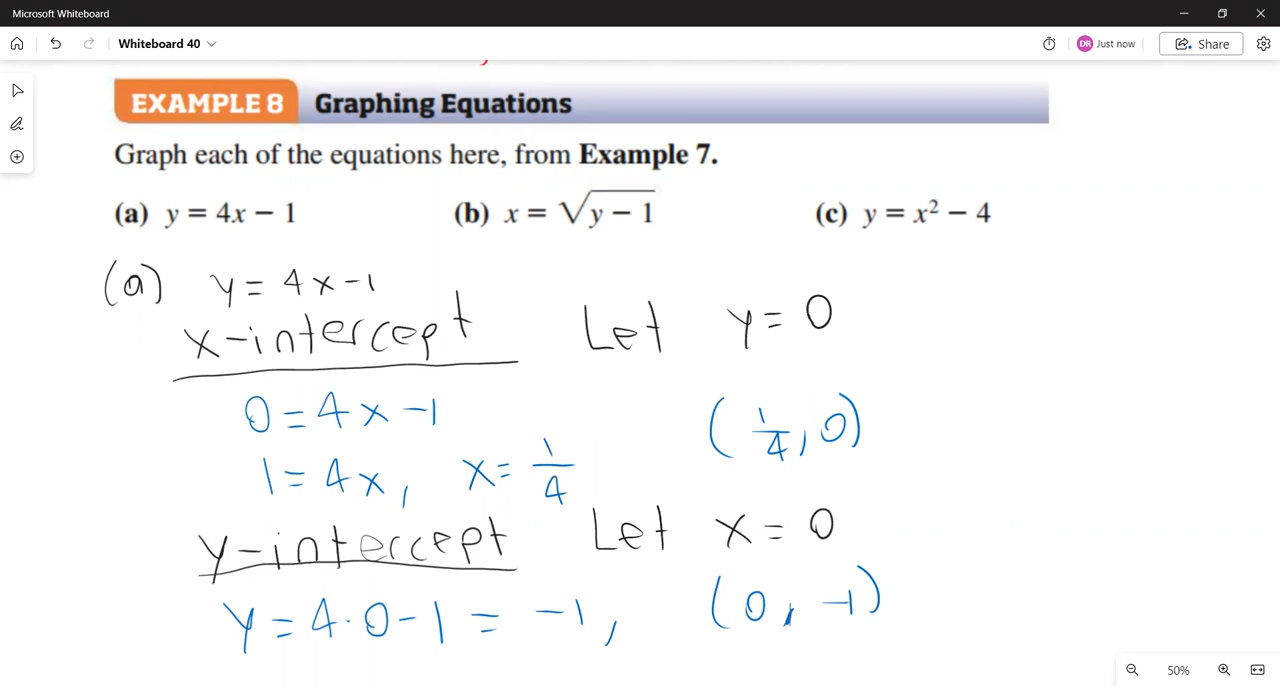 Microsoft Whiteboard
Whiteboard 40
DR Just now Share
EXAMPLE 8 Graphing Equations
Graph each of the equations here, from Example 7.
(a) y = 4x − 1 (b) x = √(y − 1) (c) y = x² − 4
(a) y = 4x −1
x-intercept Let y = 0
0 = 4x −1 (1/4, 0)
1 = 4x, x = 1/4
y-intercept Let x = 0
y = 4·0 −1 = −1, (0, −1)
50%